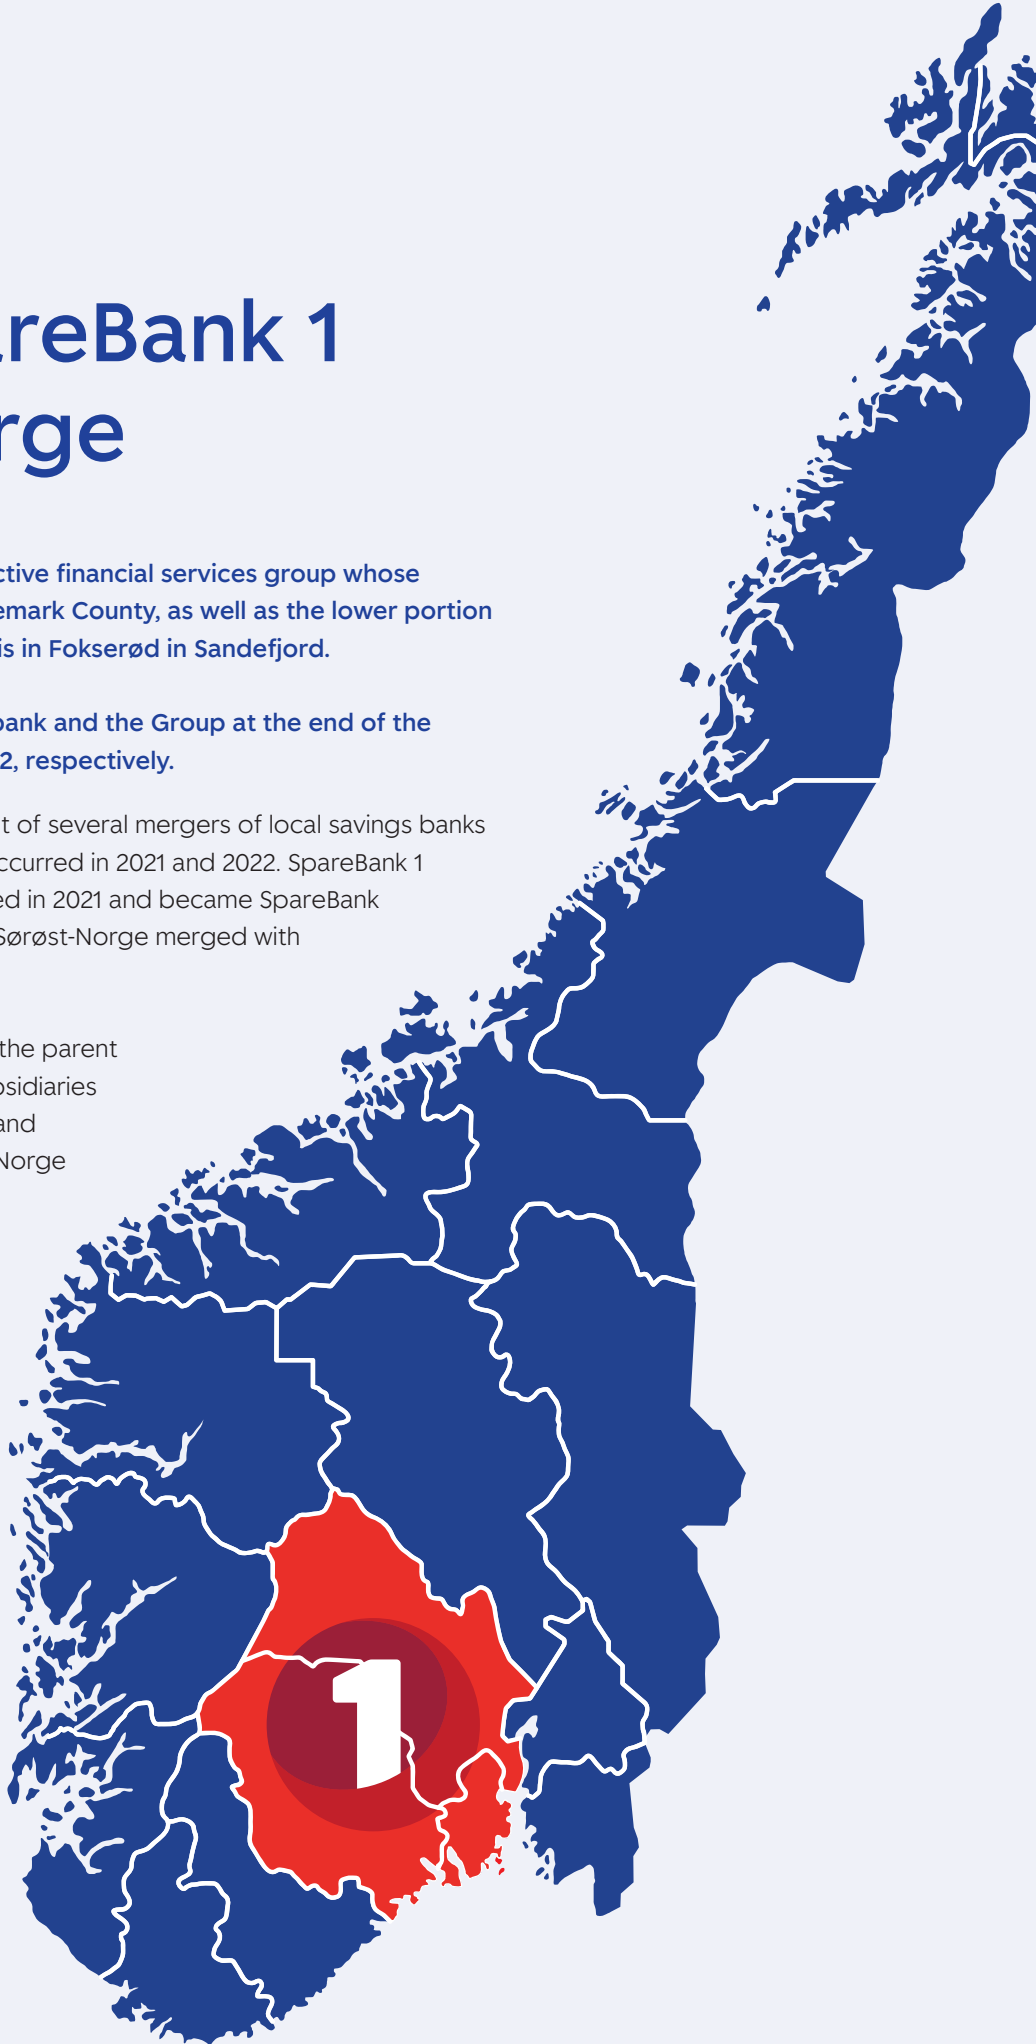 areBank 1
rge
ctive financial services group whose
emark County, as well as the lower portion
is in Fokserød in Sandefjord.
bank and the Group at the end of the
2, respectively.
t of several mergers of local savings banks
ccurred in 2021 and 2022. SpareBank 1
ed in 2021 and became SpareBank
Sørøst-Norge merged with
the parent
osidiaries
and
Norge
1